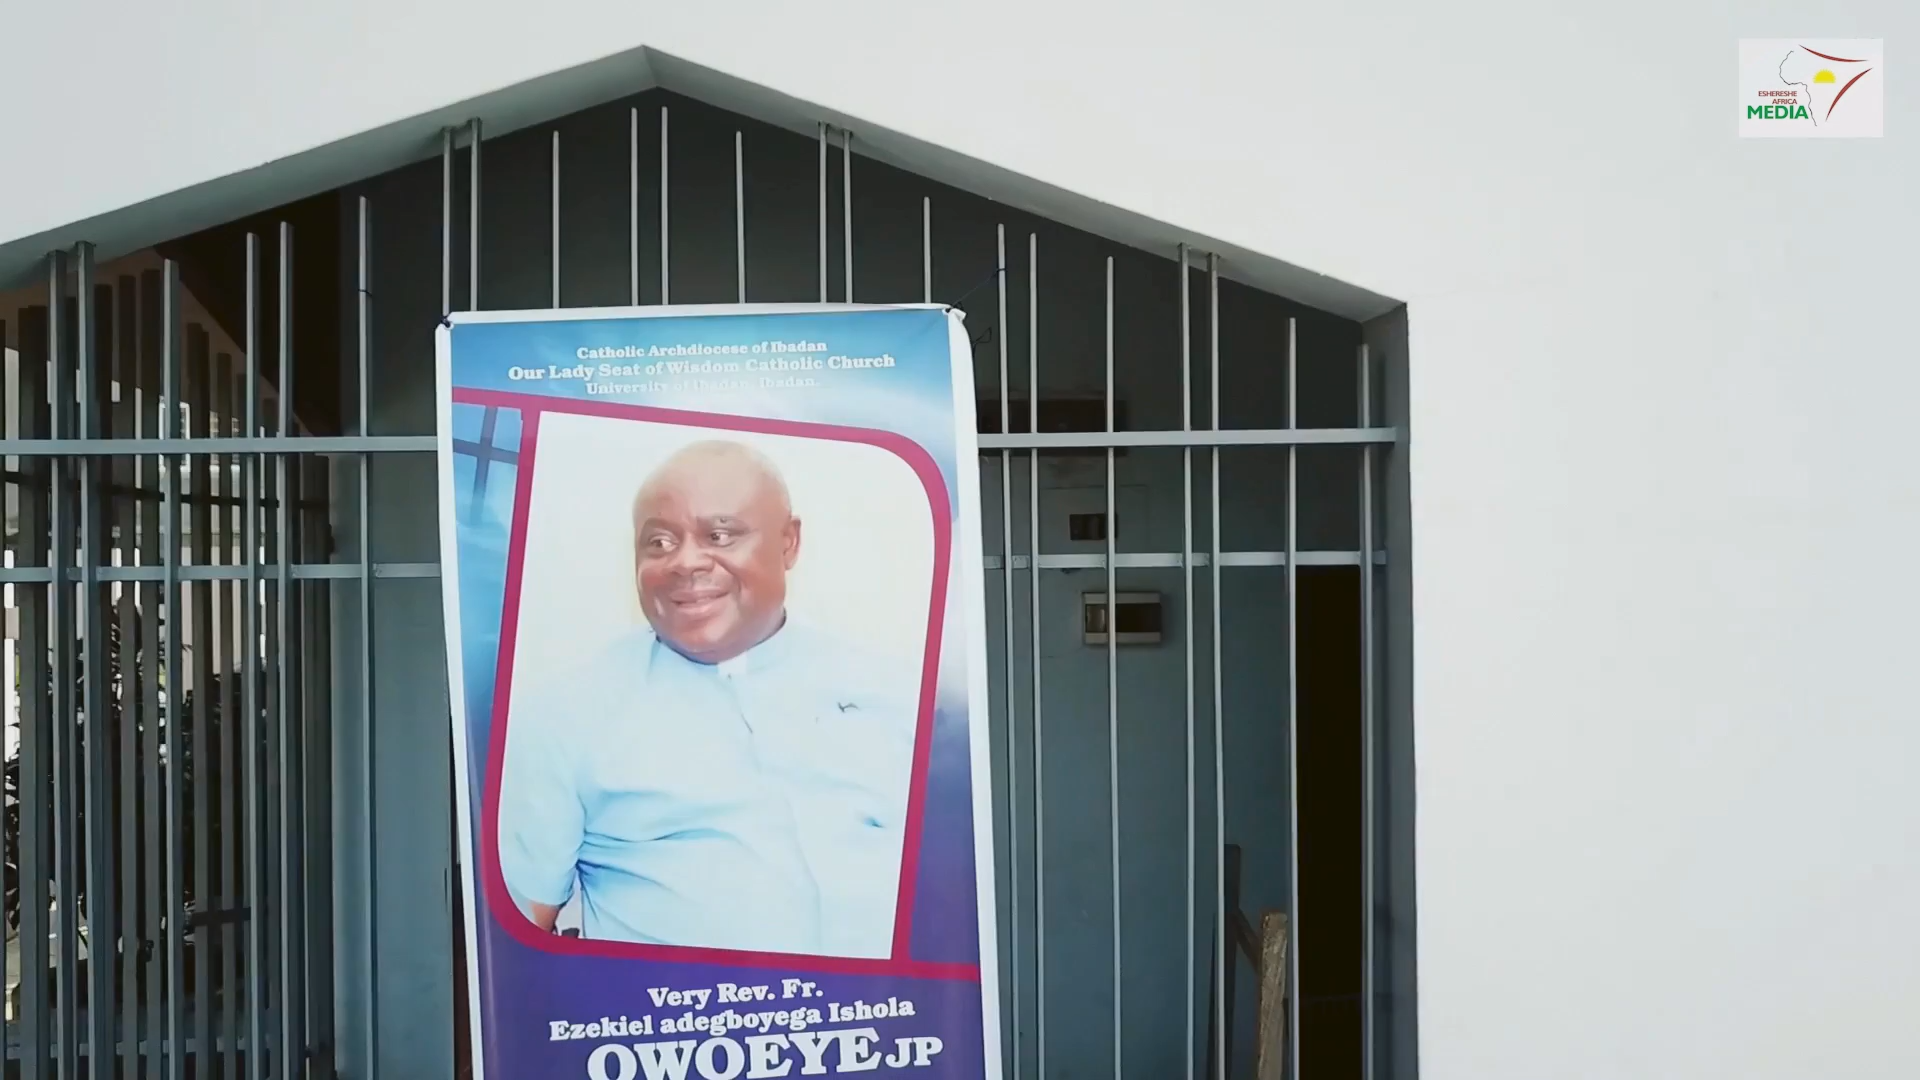 ESHERESHE
AFRICA
MEDIA
Catholic Archdiocese of Ibadan
Our Lady Seat of Wisdom Catholic Church
University of Ibadan, Ibadan.
Very Rev. Fr.
Ezekiel adegboyega Ishola
OWOEYE JP